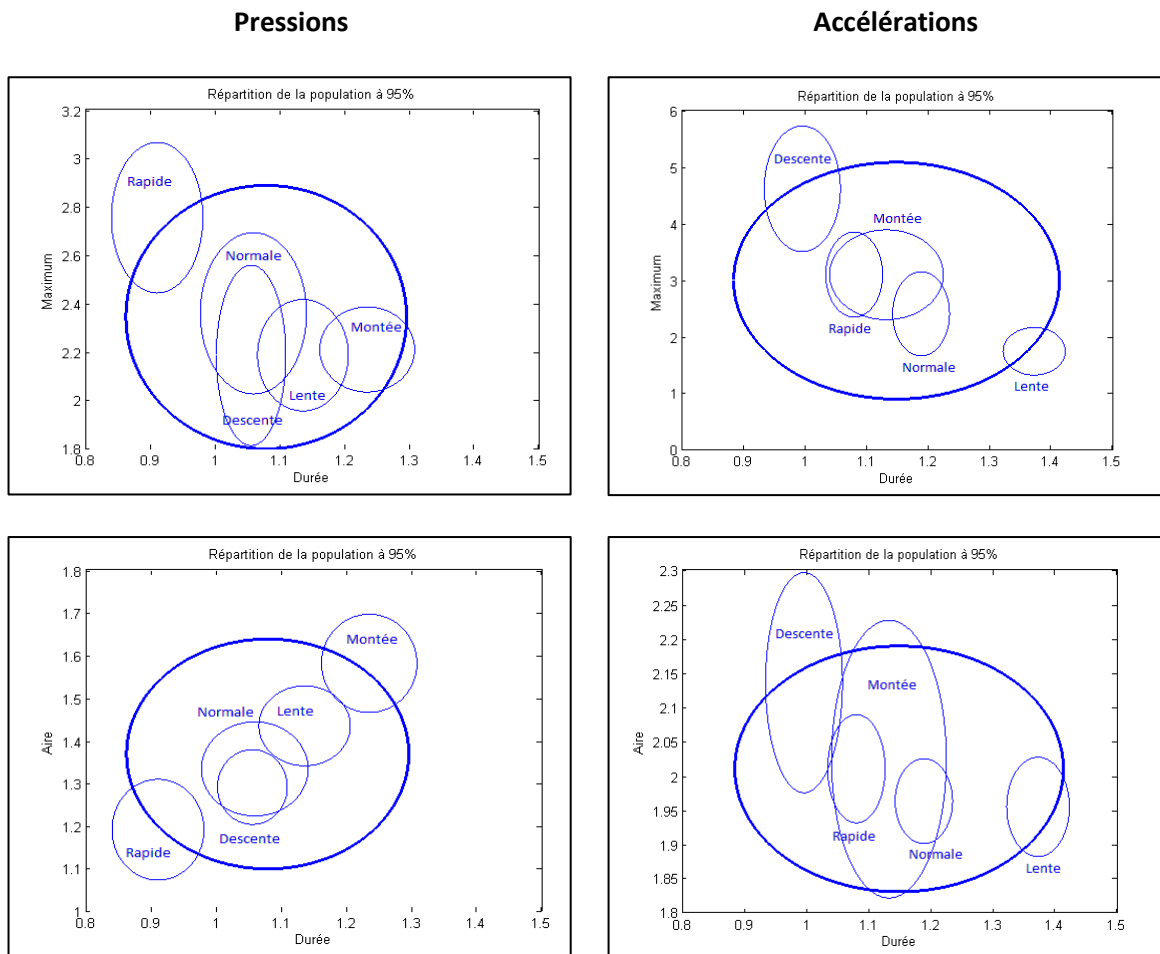 Pressions
Accélérations
Répartition de la population à 95%
3.2
3
2.8
2.6
2.4
2.2
2
1.8
Maximum
Rapide
Normale
Montée
Lente
Descente
0.8 0.9 1 1.1 1.2 1.3 1.4 1.5
Durée
Répartition de la population à 95%
6
5
4
3
2
1
0
Maximum
Descente
Montée
Rapide
Normale
Lente
0.8 0.9 1 1.1 1.2 1.3 1.4 1.5
Durée
Répartition de la population à 95%
1.8
1.7
1.6
1.5
1.4
1.3
1.2
1.1
1
Aire
Montée
Normale
Lente
Descente
Rapide
0.8 0.9 1 1.1 1.2 1.3 1.4 1.5
Durée
Répartition de la population à 95%
2.3
2.25
2.2
2.15
2.1
2.05
2
1.95
1.9
1.85
1.8
Aire
Descente
Montée
Rapide
Normale
Lente
0.8 0.9 1 1.1 1.2 1.3 1.4 1.5
Durée